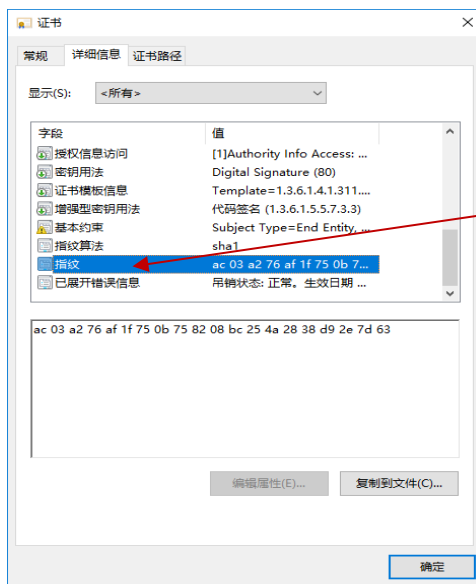 证书
常规 详细信息 证书路径
显示(S): <所有>
字段 值
授权信息访问 [1]Authority Info Access: ...
密钥用法 Digital Signature (80)
证书模板信息 Template=1.3.6.1.4.1.311....
增强型密钥用法 代码签名 (1.3.6.1.5.5.7.3.3)
基本约束 Subject Type=End Entity, ...
指纹算法 sha1
指纹 ac 03 a2 76 af 1f 75 0b 7...
已展开错误信息 吊销状态: 正常。生效日期 ...
ac 03 a2 76 af 1f 75 0b 75 82 08 bc 25 4a 28 38 d9 2e 7d 63
编辑属性(E)... 复制到文件(C)...
确定